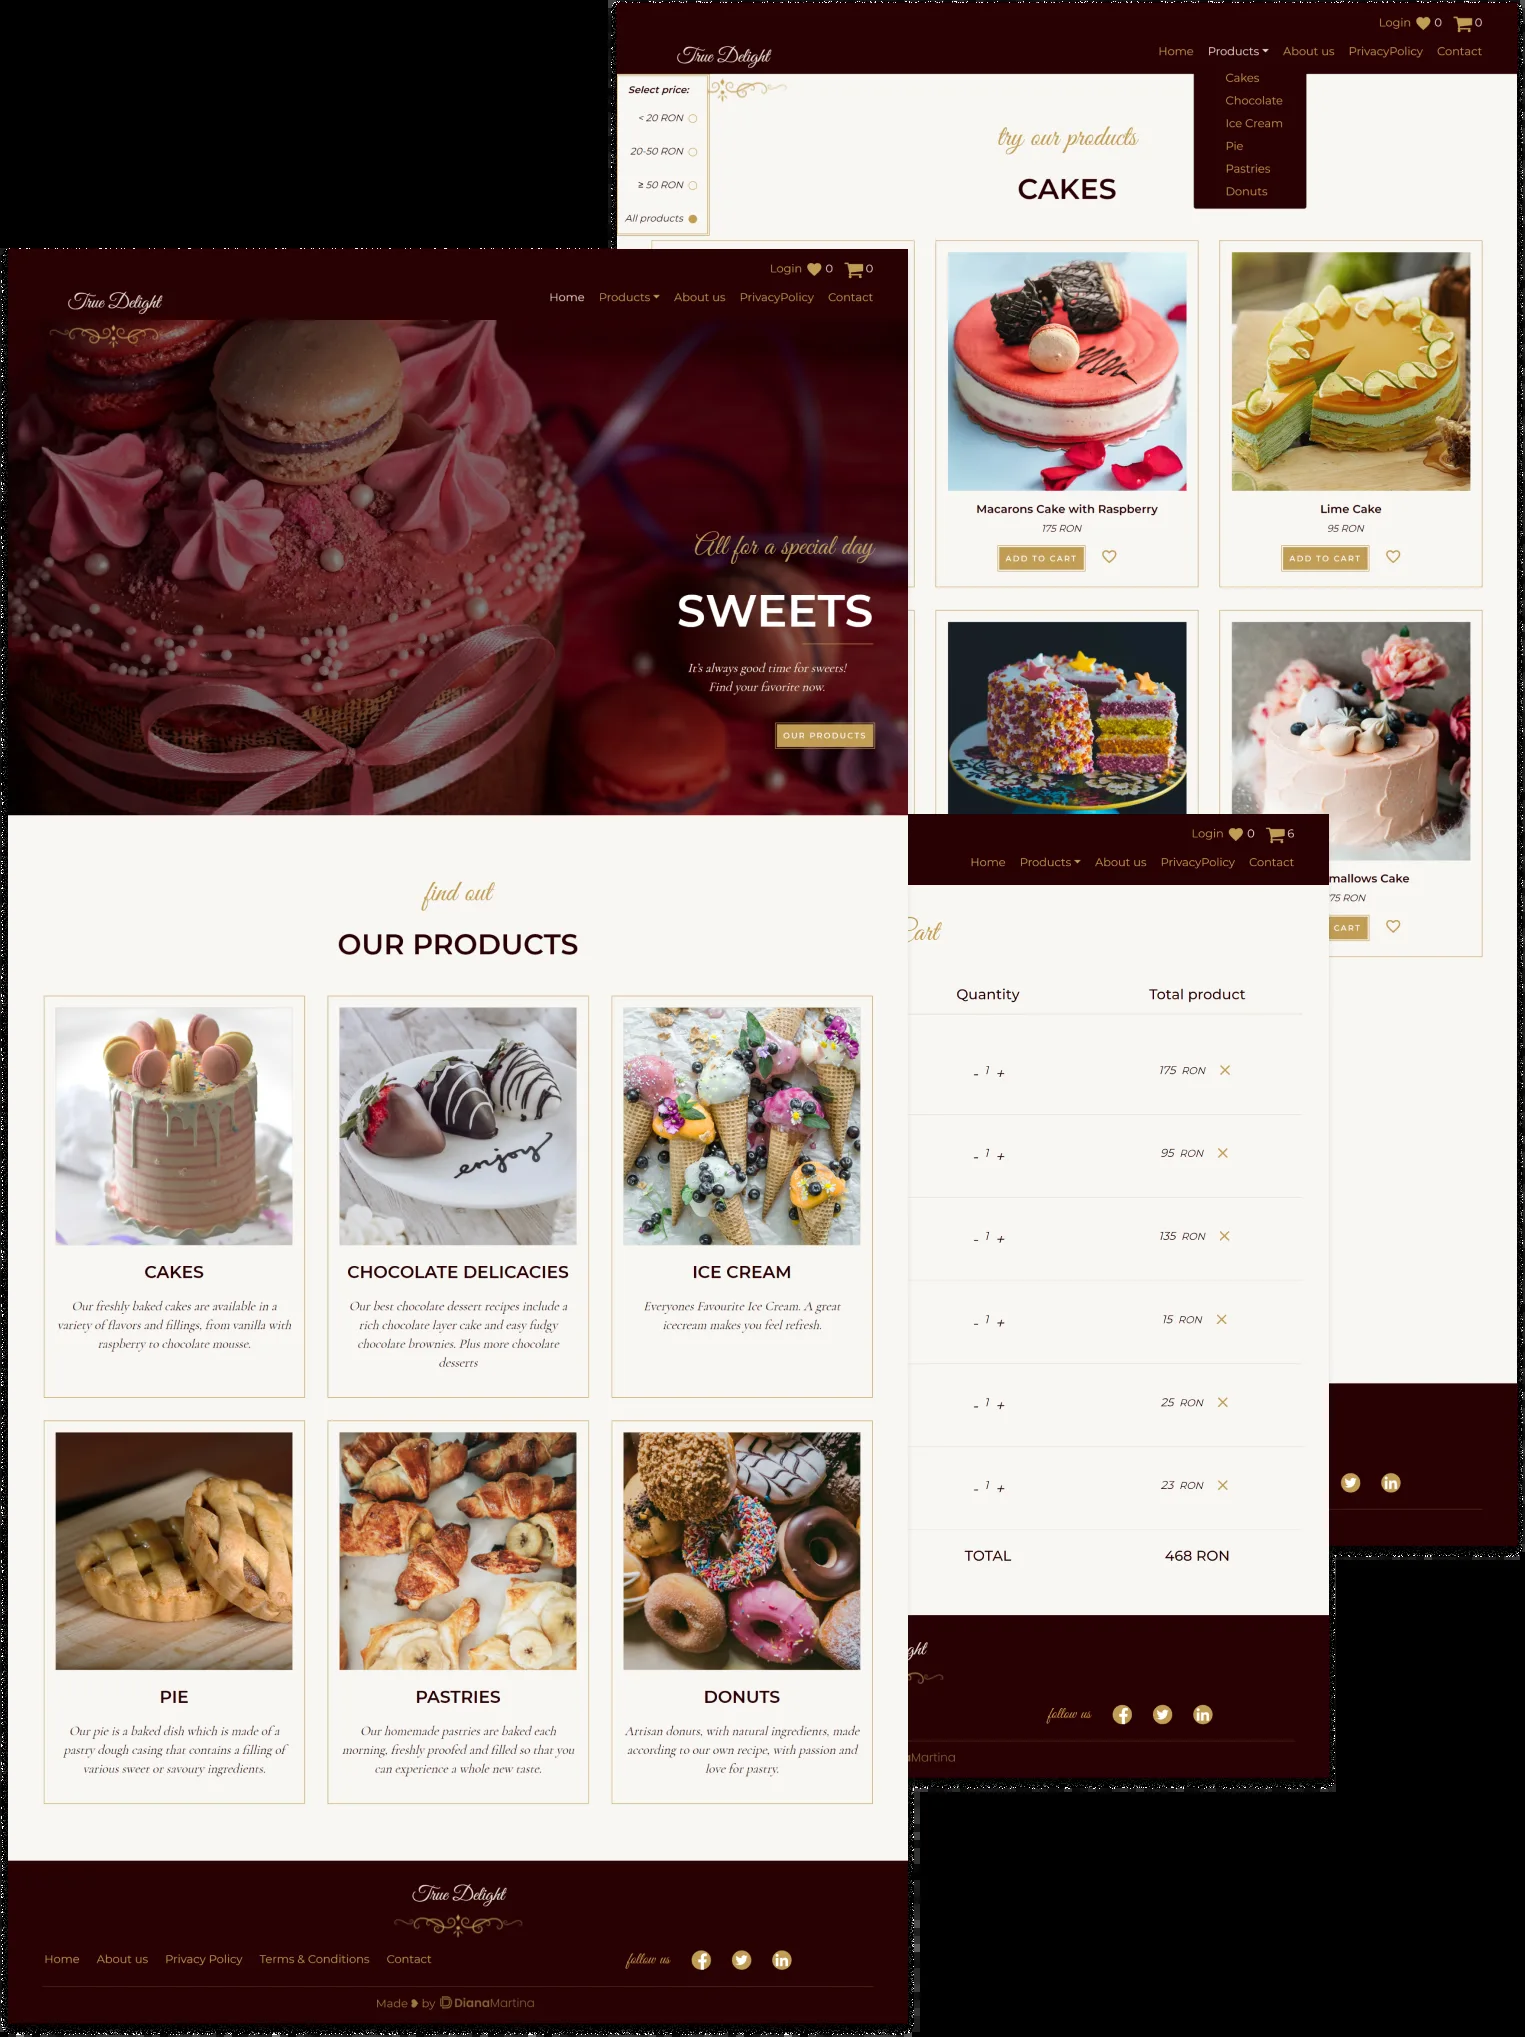 Login 0 0
True Delight
Home Products About us PrivacyPolicy Contact
Select price:
< 20 RON
20-50 RON
≥ 50 RON
All products
Cakes
Chocolate
Ice Cream
Pie
Pastries
Donuts
try our products
CAKES
Macarons Cake with Raspberry
175 RON
ADD TO CART
Lime Cake
95 RON
ADD TO CART
mallows Cake
75 RON
CART
Login 0 0
True Delight
Home Products About us PrivacyPolicy Contact
All for a special day
SWEETS
It's always good time for sweets!
Find your favorite now.
OUR PRODUCTS
find out
OUR PRODUCTS
enjoy
CAKES
Our freshly baked cakes are available in a
variety of flavors and fillings, from vanilla with
raspberry to chocolate mousse.
CHOCOLATE DELICACIES
Our best chocolate dessert recipes include a
rich chocolate layer cake and easy fudgy
chocolate brownies. Plus more chocolate
desserts
ICE CREAM
Everyones Favourite Ice Cream. A great
icecream makes you feel refresh.
PIE
Our pie is a baked dish which is made of a
pastry dough casing that contains a filling of
various sweet or savoury ingredients.
PASTRIES
Our homemade pastries are baked each
morning, freshly proofed and filled so that you
can experience a whole new taste.
DONUTS
Artisan donuts, with natural ingredients, made
according to our own recipe, with passion and
love for pastry.
True Delight
Home About us Privacy Policy Terms & Conditions Contact
follow us
Made by DianaMartina
Login 0 6
Home Products About us PrivacyPolicy Contact
Cart
Quantity Total product
- 1 + 175 RON
- 1 + 95 RON
- 1 + 135 RON
- 1 + 15 RON
- 1 + 25 RON
- 1 + 23 RON
TOTAL 468 RON
ght
follow us
aMartina